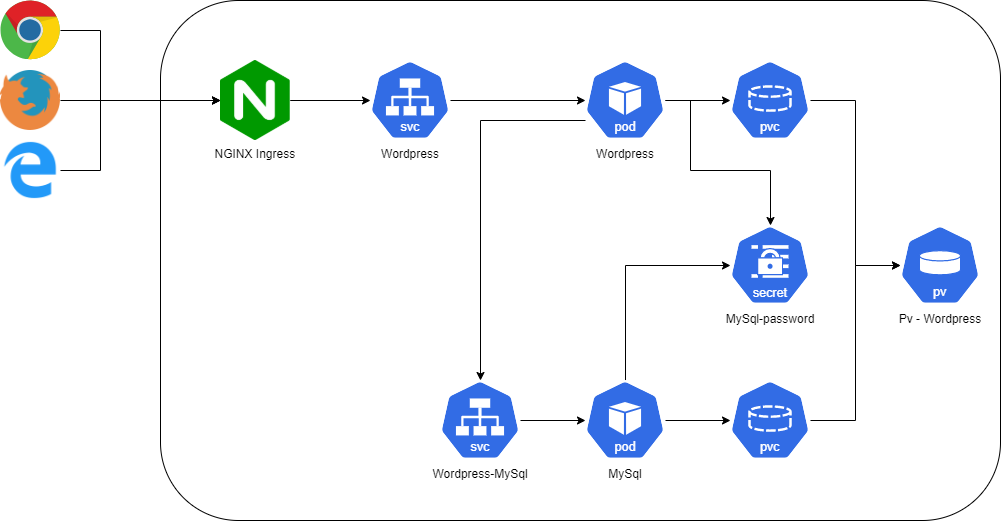 svc
pod
pvc
NGINX Ingress
Wordpress
Wordpress
secret
MySql-password
pv
Pv - Wordpress
svc
pod
pvc
Wordpress-MySql
MySql